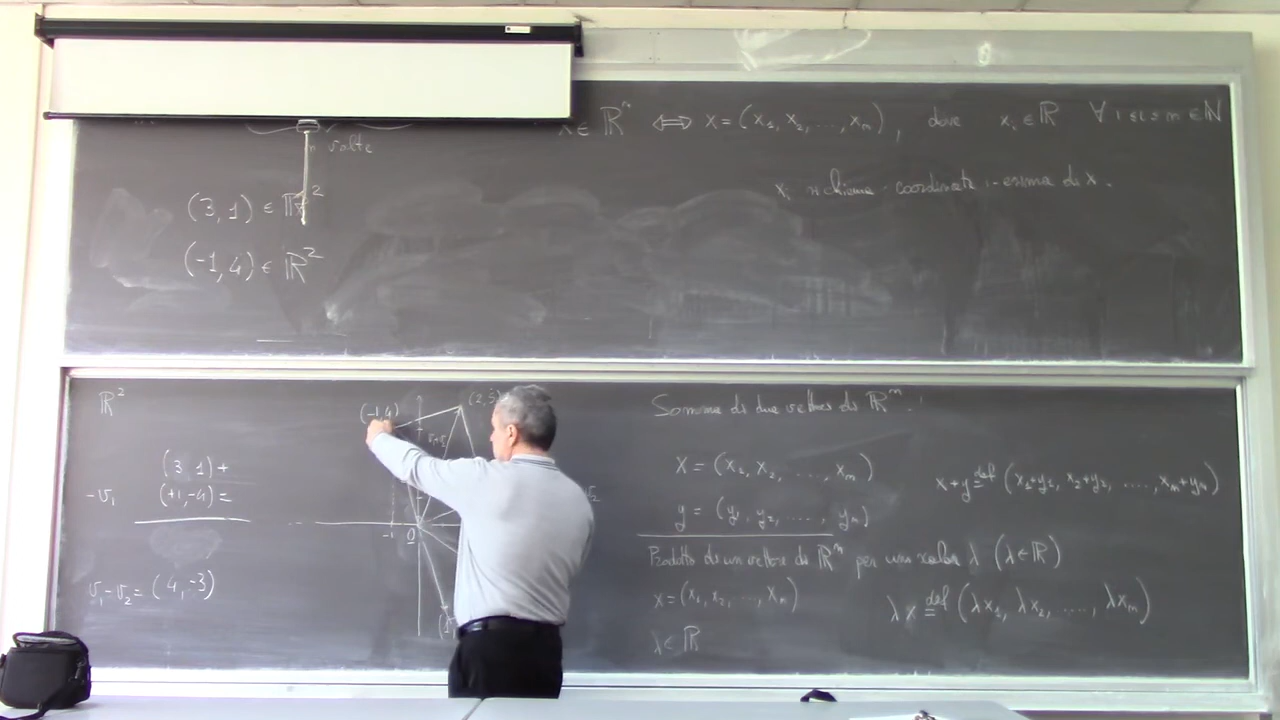 x ∈ ℝⁿ ⟺ x = (x₁, x₂, ..., xₙ), dove xᵢ ∈ ℝ ∀ 1 ≤ i ≤ n ∈ ℕ
n volte
xᵢ si chiama coordinata i-esima di x.
(3, 1) ∈ ℝ²
(-1, 4) ∈ ℝ²
ℝ²
(3 1) +
-v₁ (+1, -4) =
v₁ - v₂ = (4, -3)
(-1, 4)
(2, 5)
-1 0
Somma di due vettori di ℝⁿ.
x = (x₁, x₂, ..., xₙ)
y = (y₁, y₂, ..., yₙ)
x+y ≝ (x₁+y₁, x₂+y₂, ..., xₙ+yₙ)
Prodotto di un vettore di ℝⁿ per uno scalare λ (λ ∈ ℝ)
x = (x₁, x₂, ..., xₙ)
λ ∈ ℝ
λx ≝ (λx₁, λx₂, ..., λxₙ)